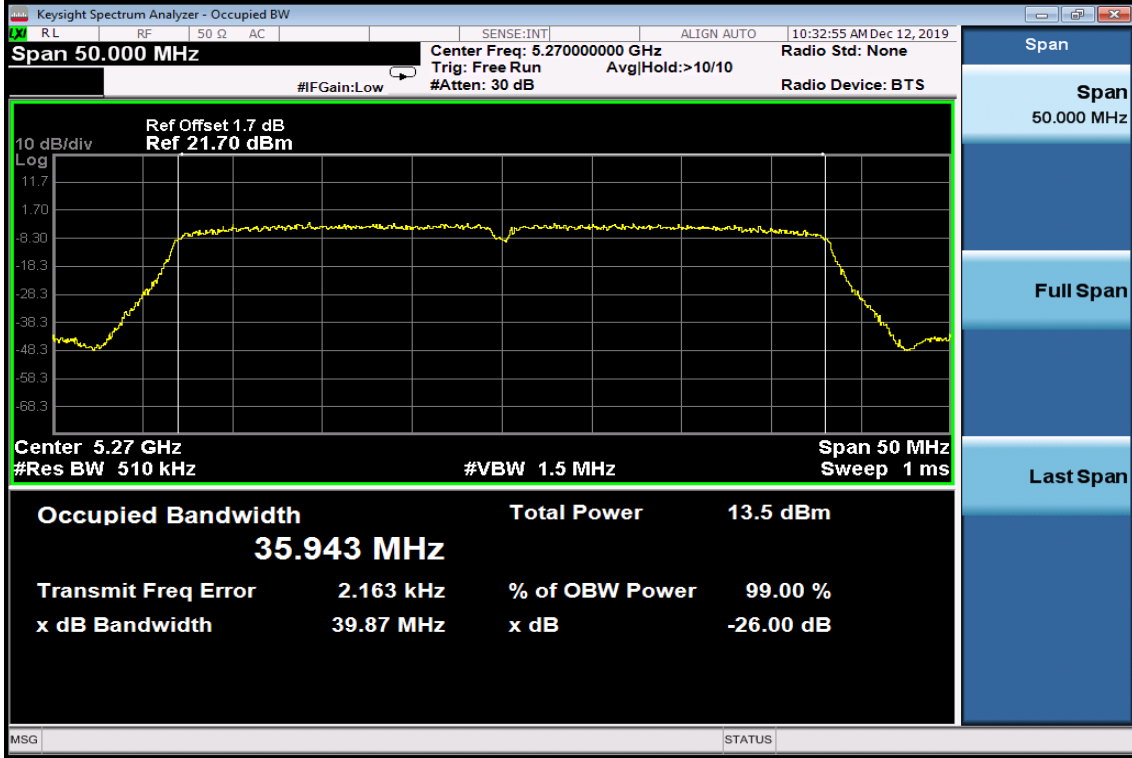 Keysight Spectrum Analyzer - Occupied BW
LXI RL RF 50 Ω AC SENSE:INT ALIGN AUTO 10:32:55 AM Dec 12, 2019
Span 50.000 MHz
Center Freq: 5.270000000 GHz Radio Std: None
Trig: Free Run Avg|Hold:>10/10
#IFGain:Low #Atten: 30 dB Radio Device: BTS
Span
Span
50.000 MHz
Full Span
Last Span
Ref Offset 1.7 dB
10 dB/div Ref 21.70 dBm
Log
11.7
1.70
-8.30
-18.3
-28.3
-38.3
-48.3
-58.3
-68.3
Center 5.27 GHz Span 50 MHz
#Res BW 510 kHz #VBW 1.5 MHz Sweep 1 ms
Occupied Bandwidth Total Power 13.5 dBm
35.943 MHz
Transmit Freq Error 2.163 kHz % of OBW Power 99.00 %
x dB Bandwidth 39.87 MHz x dB -26.00 dB
MSG STATUS